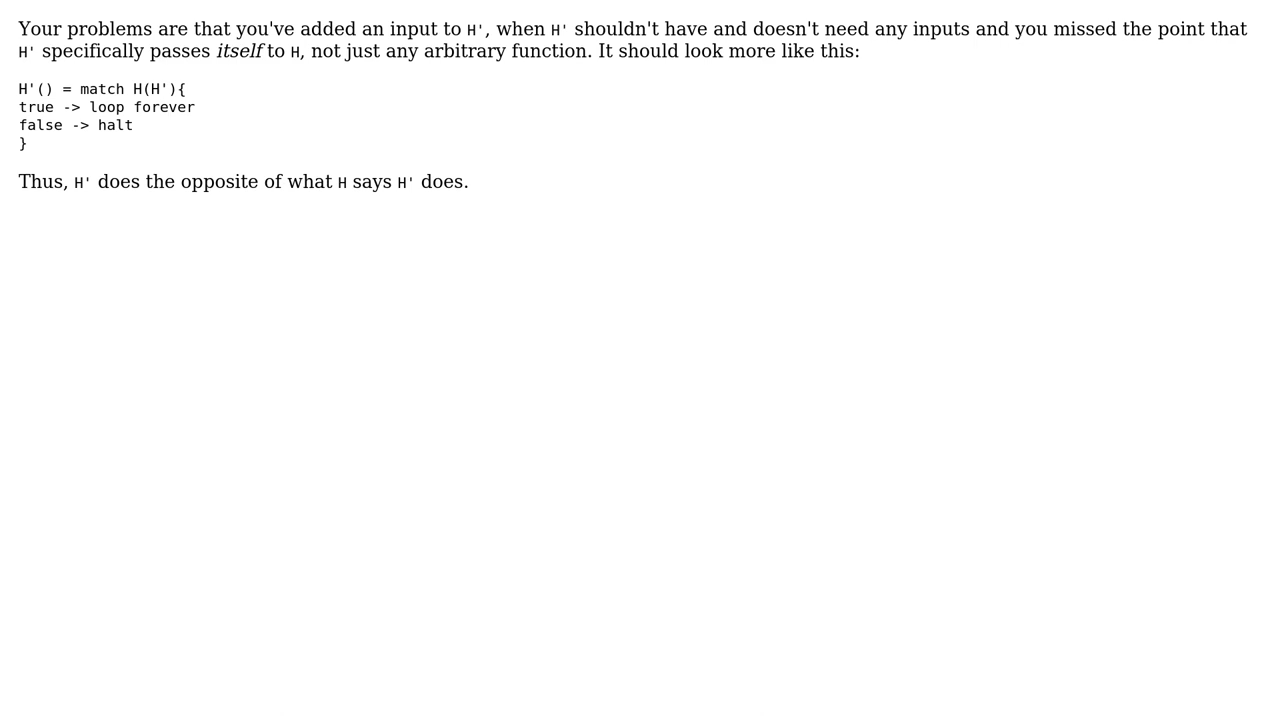 Your problems are that you've added an input to H', when H' shouldn't have and doesn't need any inputs and you missed the point that
H' specifically passes itself to H, not just any arbitrary function. It should look more like this:
H'() = match H(H'){
true -> loop forever
false -> halt
}
Thus, H' does the opposite of what H says H' does.